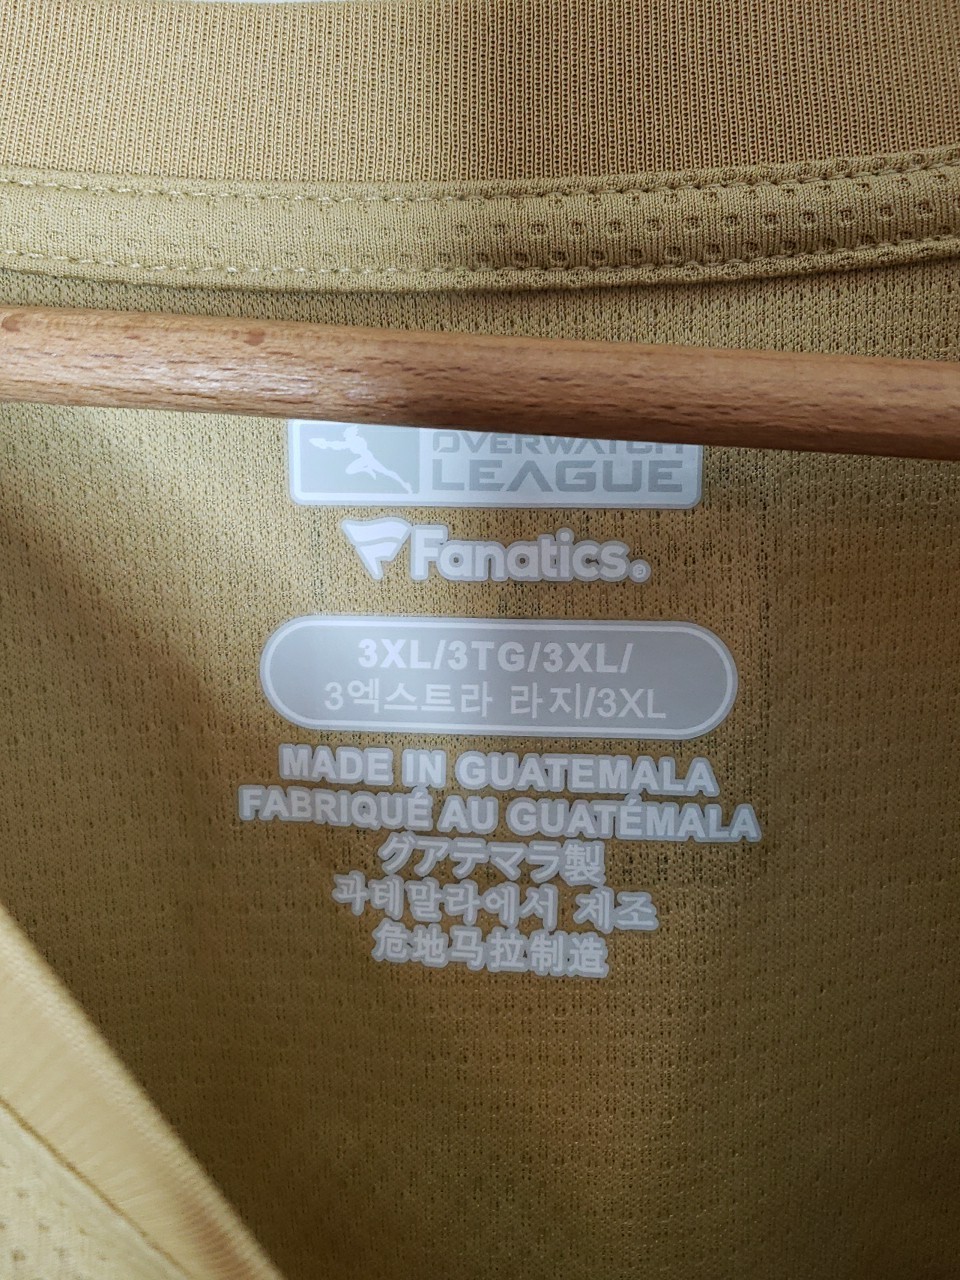 OVERWATCH
LEAGUE
Fanatics
3XL/3TG/3XL/
3엑스트라 라지/3XL
MADE IN GUATEMALA
FABRIQUÉ AU GUATÉMALA
グアテマラ製
과테말라에서 제조
危地马拉制造